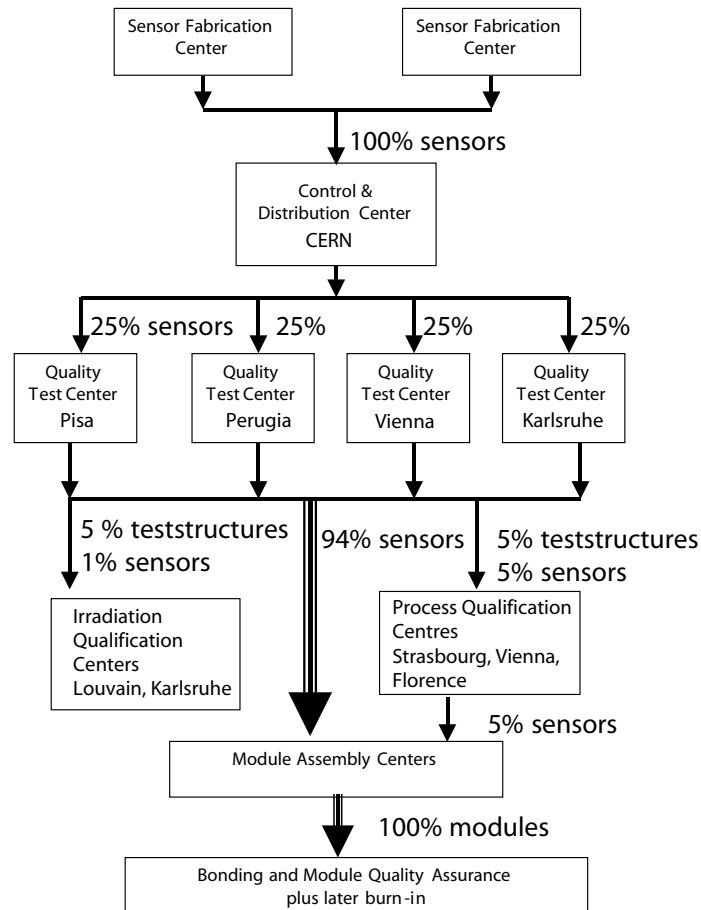 Sensor Fabrication
Center
Sensor Fabrication
Center
100% sensors
Control &
Distribution Center
CERN
25% sensors
25%
25%
25%
Quality
Test Center
Pisa
Quality
Test Center
Perugia
Quality
Test Center
Vienna
Quality
Test Center
Karlsruhe
5 % teststructures
1% sensors
94% sensors
5% teststructures
5% sensors
Irradiation
Qualification
Centers
Louvain, Karlsruhe
Process Qualification
Centres
Strasbourg, Vienna,
Florence
5% sensors
Module Assembly Centers
100% modules
Bonding and Module Quality Assurance
plus later burn-in